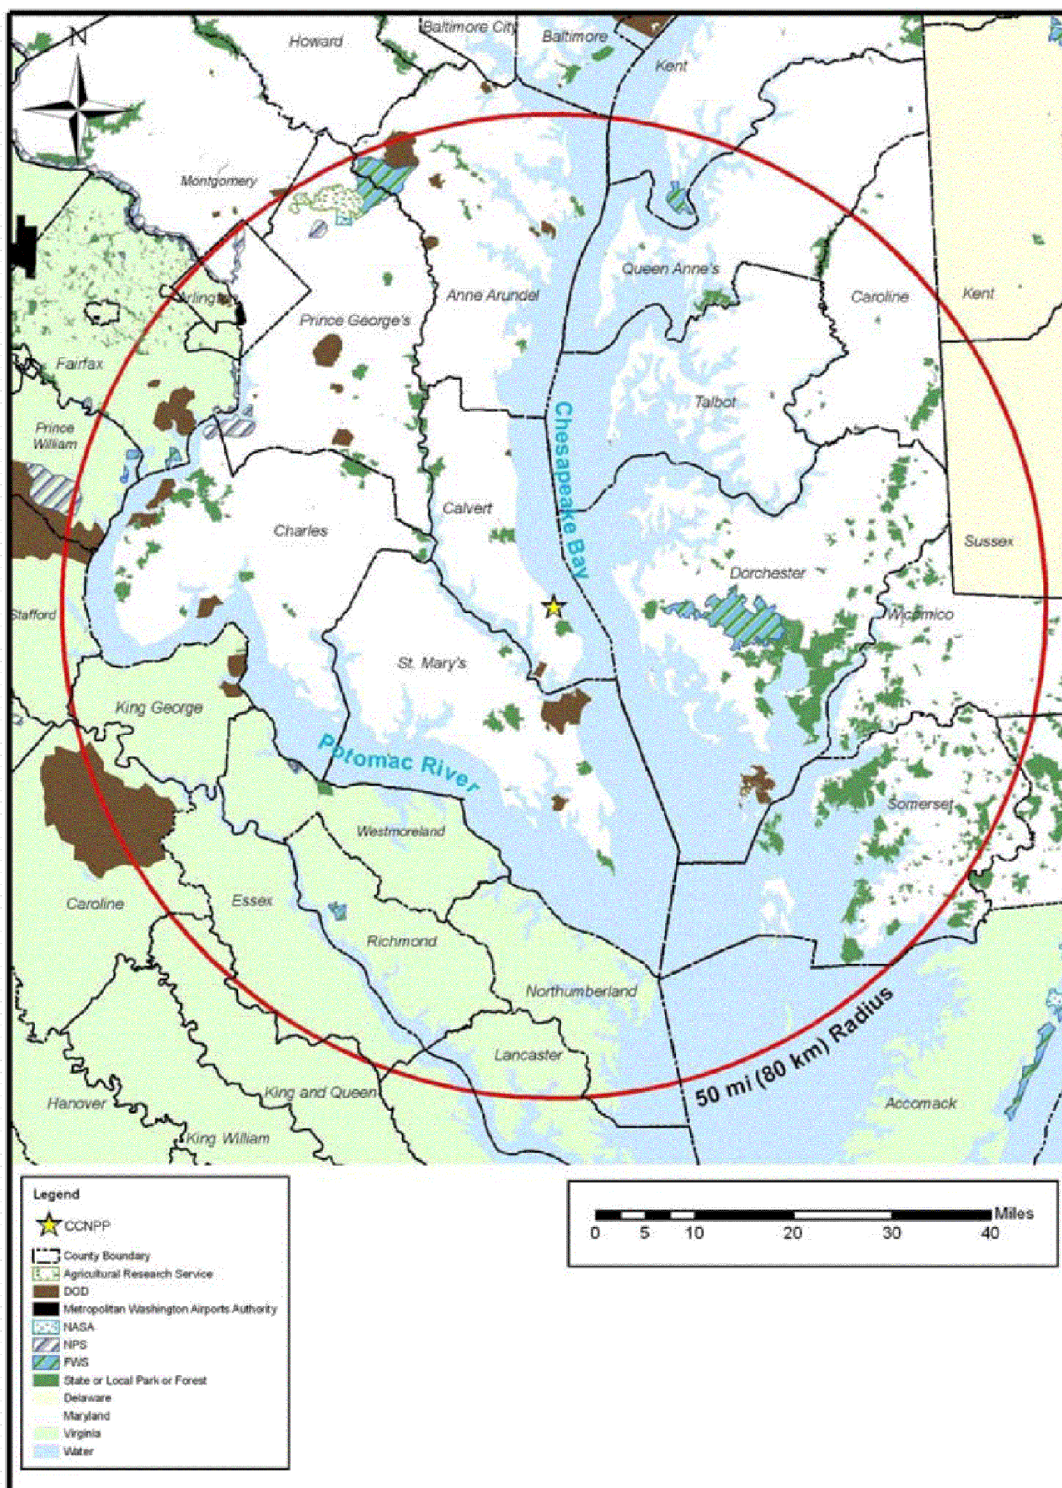 N
Howard
Baltimore City
Baltimore
Kent
Montgomery
Queen Anne's
Anne Arundel
Caroline
Kent
Arlington
Prince George's
Fairfax
Talbot
Prince
William
Chesapeake Bay
Calvert
Charles
Sussex
Dorchester
Stafford
Wicomico
St. Mary's
King George
Potomac River
Somerset
Westmoreland
Caroline
Essex
Richmond
Northumberland
50 mi (80 km) Radius
Lancaster
King and Queen
Hanover
Accomack
King William
Legend
CCNPP
County Boundary
Agricultural Research Service
DOD
Metropolitan Washington Airports Authority
NASA
NPS
FWS
State or Local Park or Forest
Delaware
Maryland
Virginia
Water
Miles
0 5 10 20 30 40